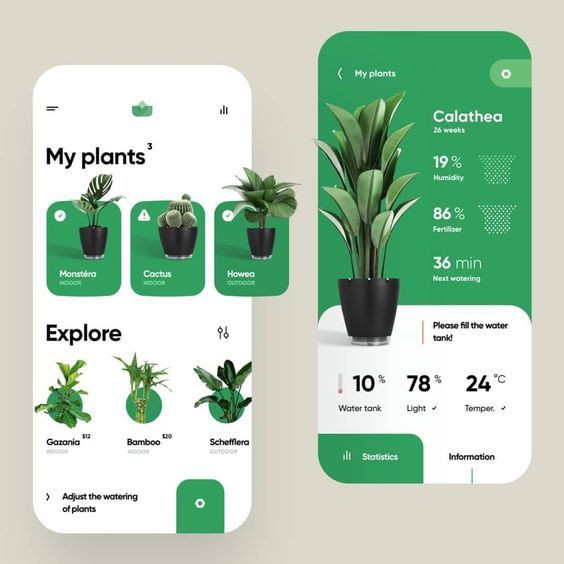 My plants 3
Monstéra
INDOOR
Cactus
INDOOR
Howea
OUTDOOR
Explore
Gazania $12
INDOOR
Bamboo $20
INDOOR
Schefflera
OUTDOOR
Adjust the watering
of plants
My plants
Calathea
26 weeks
19 %
Humidity
86 %
Fertilizer
36 min
Next watering
Please fill the water
tank!
10 %
Water tank
78 %
Light
24 °C
Temper.
Statistics
Information